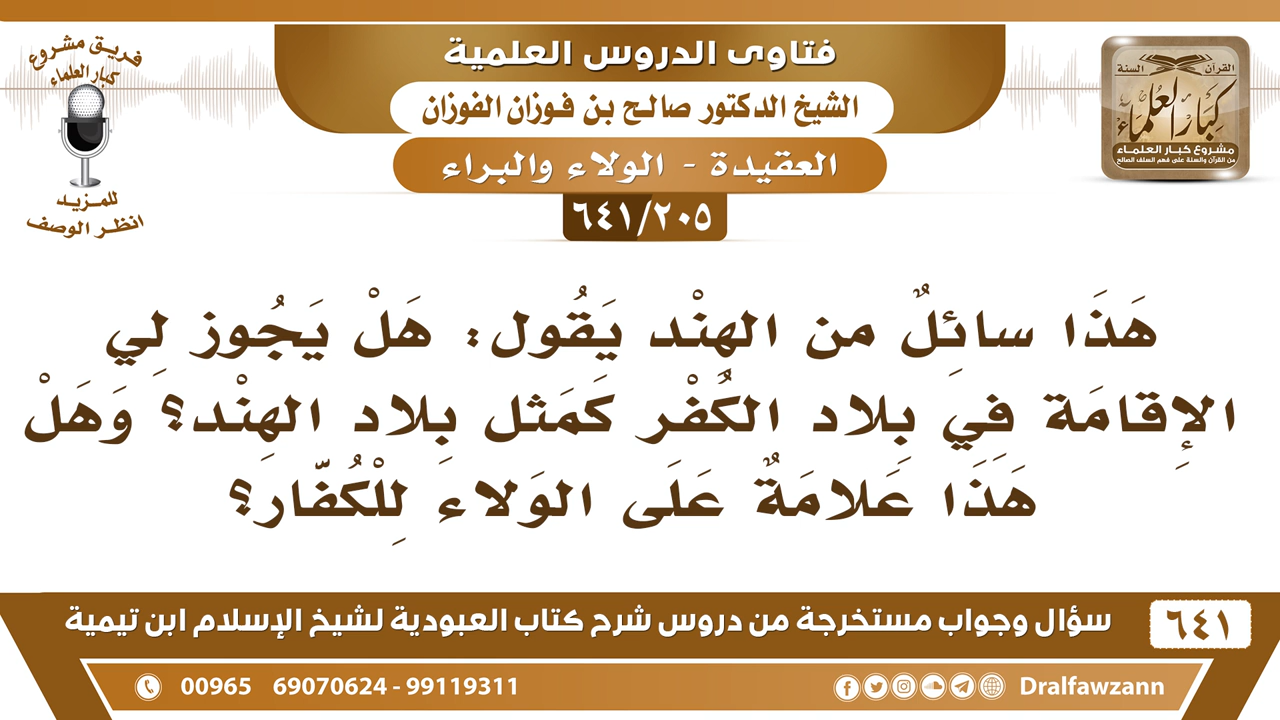 فتاوى الدروس العلمية
الشيخ الدكتور صالح بن فوزان الفوزان
العقيدة - الولاء والبراء
٦٤١/٢٠٥
القرآن السنة
كبار العلماء
مشروع كبار العلماء
من القرآن والسنة على فهم السلف الصالح
فريق مشروع
كبار العلماء
للمزيد
انظر الوصف
هَذَا سائِلٌ من الهِنْد يَقُول: هَلْ يَجُوز لِي
الإِقامَة فِي بِلاد الكُفْر كَمَثل بِلاد الهِنْد؟ وَهَلْ
هَذَا عَلامَةٌ عَلَى الوَلاءَ لِلْكُفّار؟
٦٤١
سؤال وجواب مستخرجة من دروس شرح كتاب العبودية لشيخ الإسلام ابن تيمية
00965 69070624 - 99119311
Dralfawzann